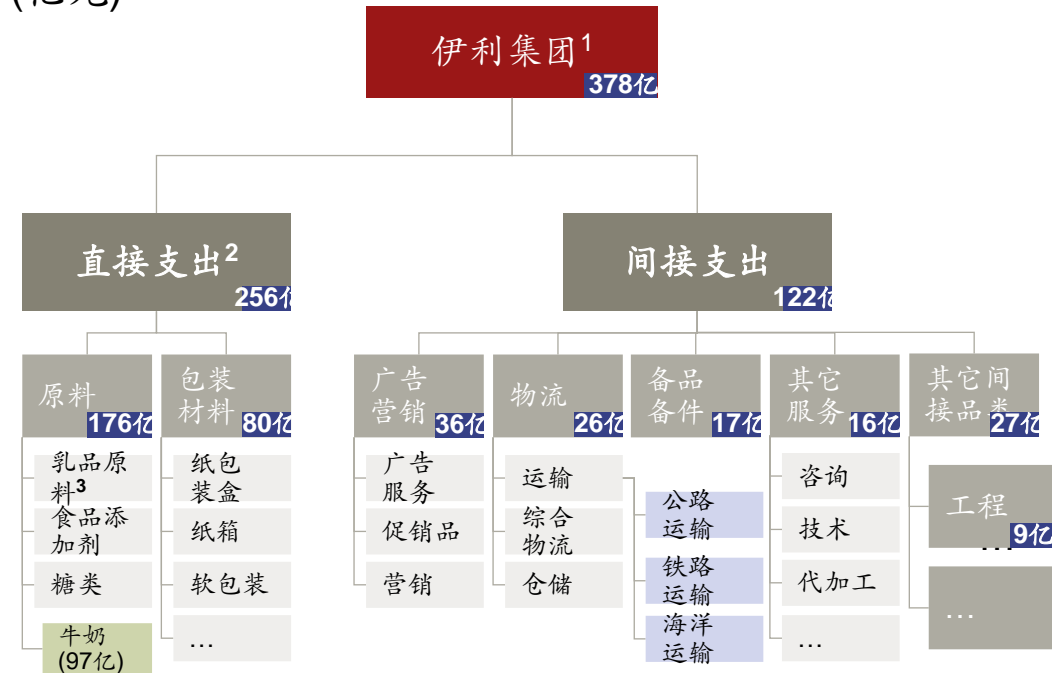 (亿元)
伊利集团1
378亿
直接支出2
256亿
间接支出
122亿
原料
176亿
包装
材料
80亿
广告
营销
36亿
物流
26亿
备品
备件
17亿
其它
服务
16亿
其它间
接品类
27亿
乳品原
料3
食品添
加剂
糖类
牛奶
(97亿)
纸包
装盒
纸箱
软包装
...
广告
服务
促销品
营销
运输
综合
物流
仓储
公路
运输
铁路
运输
海洋
运输
咨询
技术
代加工
...
工程
9亿
...
...